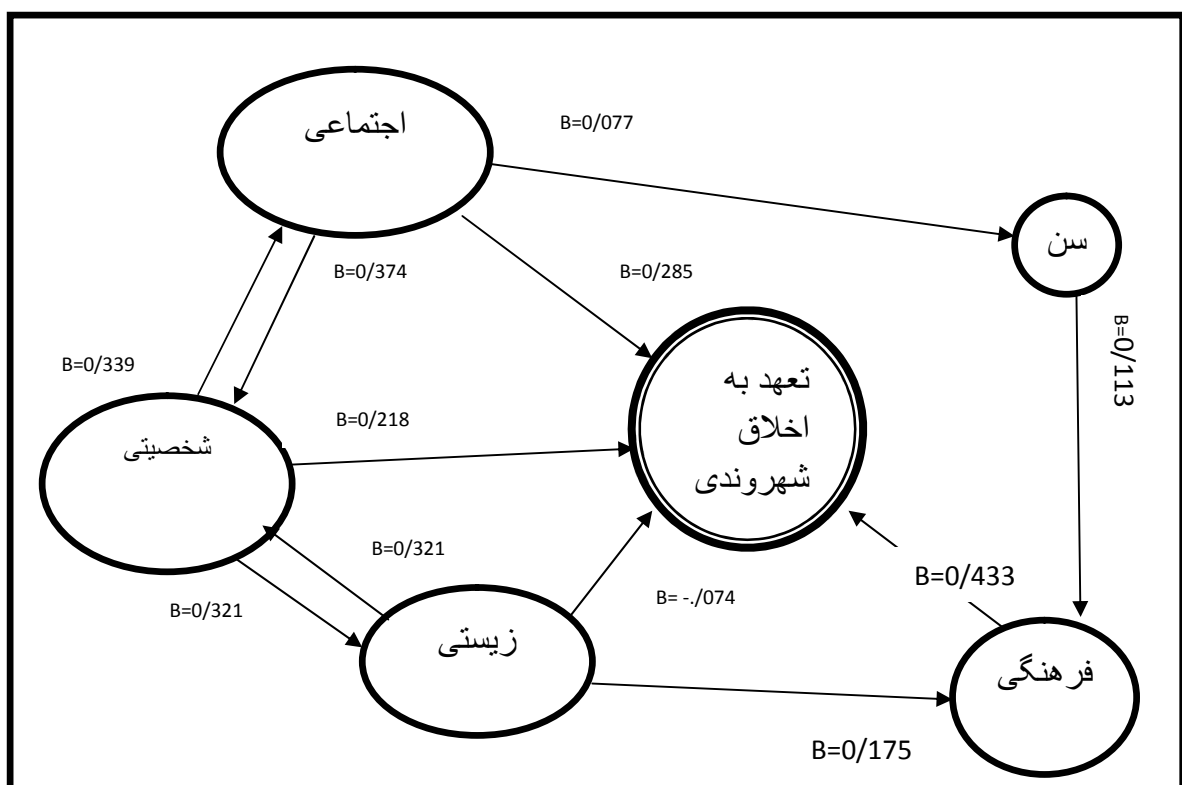 اجتماعی
B=0/077
سن
B=0/374
B=0/285
B=0/113
B=0/339
تعهد به
اخلاق
شهروندی
شخصیتی
B=0/218
B=0/321
B=0/321
B= -./074
B=0/433
زیستی
فرهنگی
B=0/175